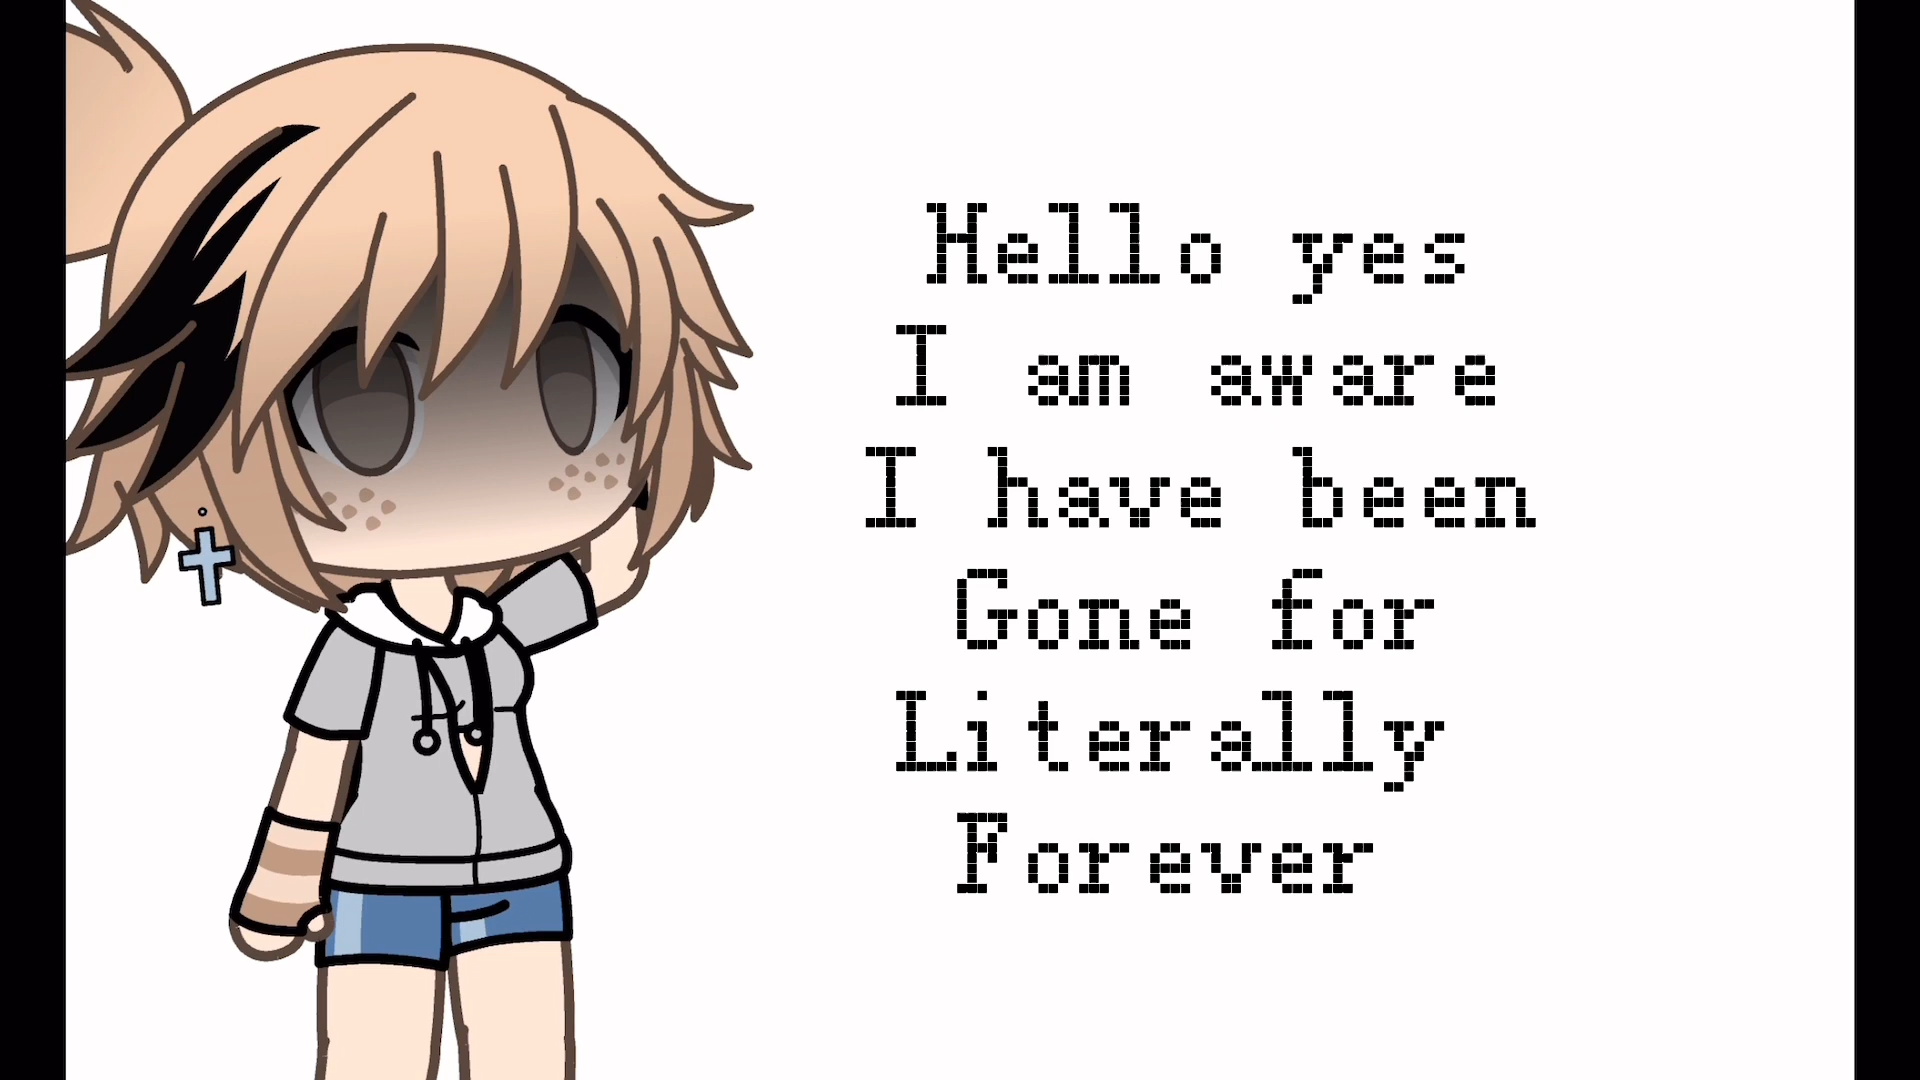 Hello yes
I am aware
I have been
Gone for
Literally
Forever